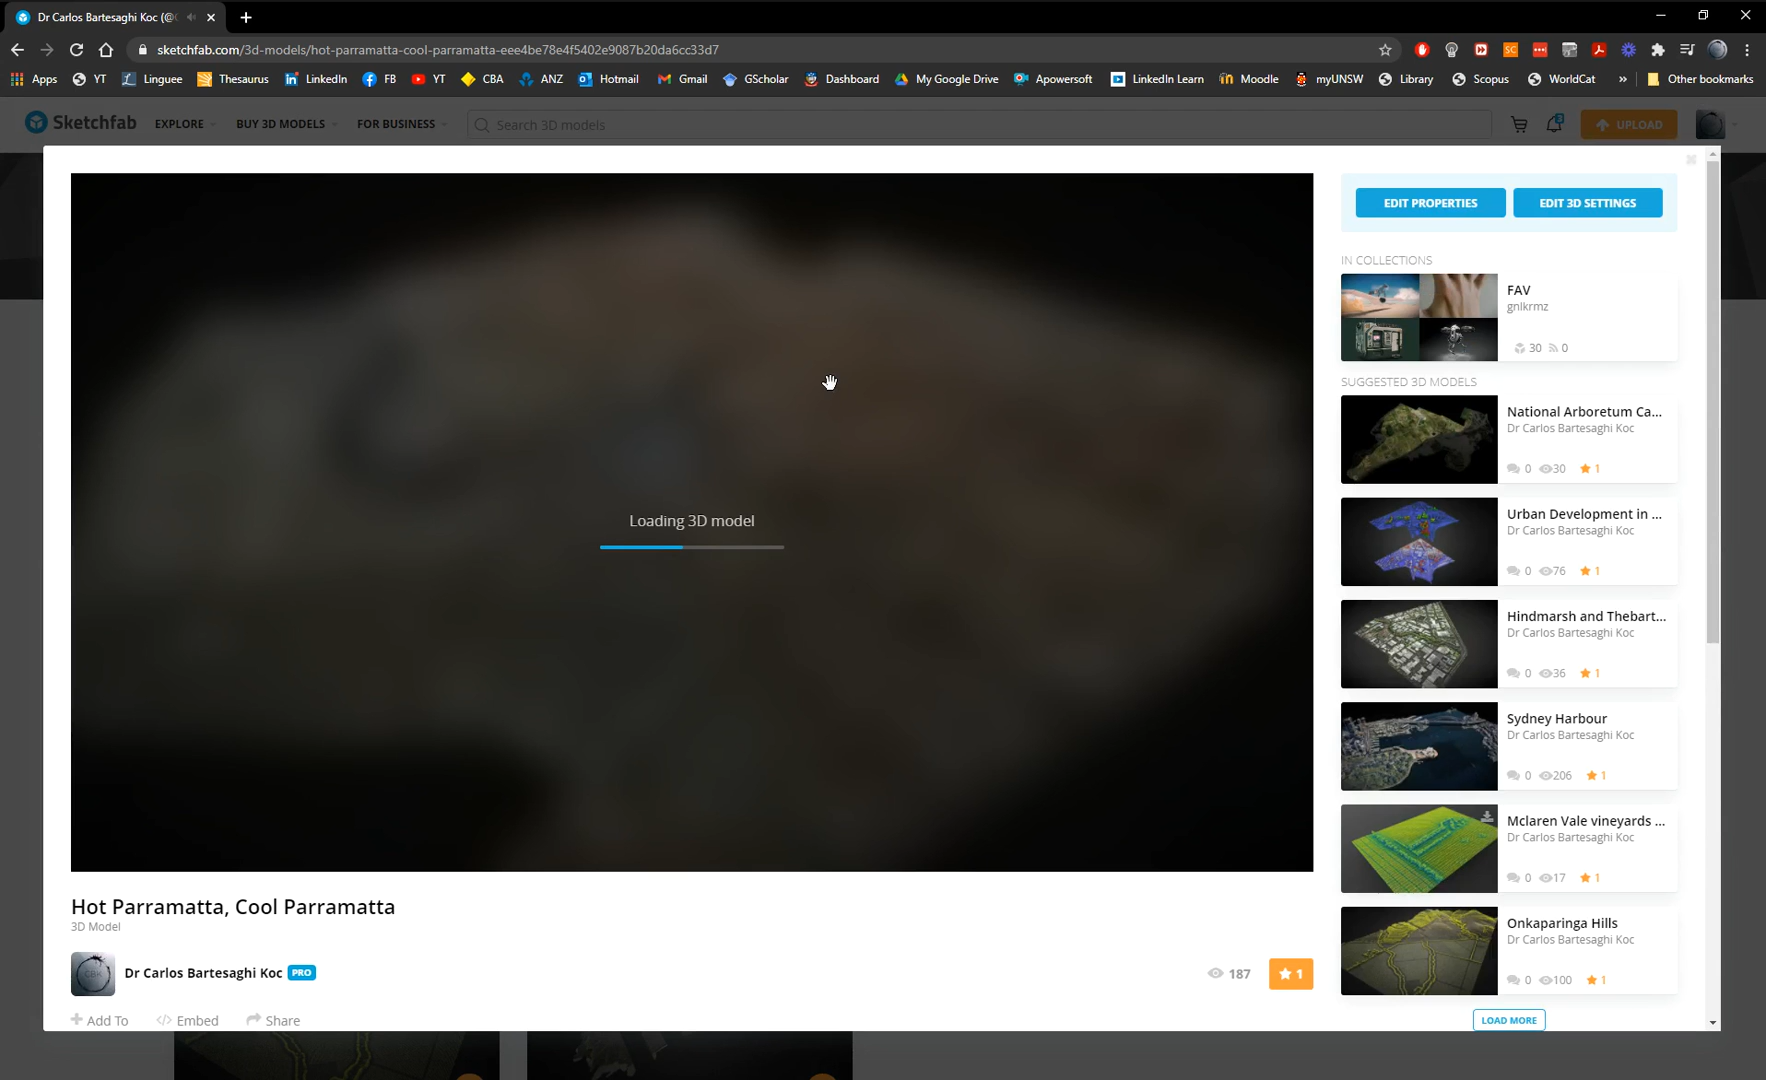 Dr Carlos Bartesaghi Koc (@
sketchfab.com/3d-models/hot-parramatta-cool-parramatta-eee4be78e4f5402e9087b20da6cc33d7
Apps YT Linguee Thesaurus LinkedIn FB YT CBA ANZ Hotmail Gmail GScholar Dashboard My Google Drive Apowersoft LinkedIn Learn Moodle myUNSW Library Scopus WorldCat » Other bookmarks
Sketchfab EXPLORE BUY 3D MODELS FOR BUSINESS Search 3D models UPLOAD
EDIT PROPERTIES EDIT 3D SETTINGS
IN COLLECTIONS
FAV
gnlkrmz
30 0
SUGGESTED 3D MODELS
National Arboretum Ca...
Dr Carlos Bartesaghi Koc
0 30 1
Urban Development in ...
Dr Carlos Bartesaghi Koc
0 76 1
Hindmarsh and Thebart...
Dr Carlos Bartesaghi Koc
0 36 1
Sydney Harbour
Dr Carlos Bartesaghi Koc
0 206 1
Mclaren Vale vineyards ...
Dr Carlos Bartesaghi Koc
0 17 1
Onkaparinga Hills
Dr Carlos Bartesaghi Koc
0 100 1
LOAD MORE
Loading 3D model
Hot Parramatta, Cool Parramatta
3D Model
Dr Carlos Bartesaghi Koc PRO
187 1
Add To Embed Share